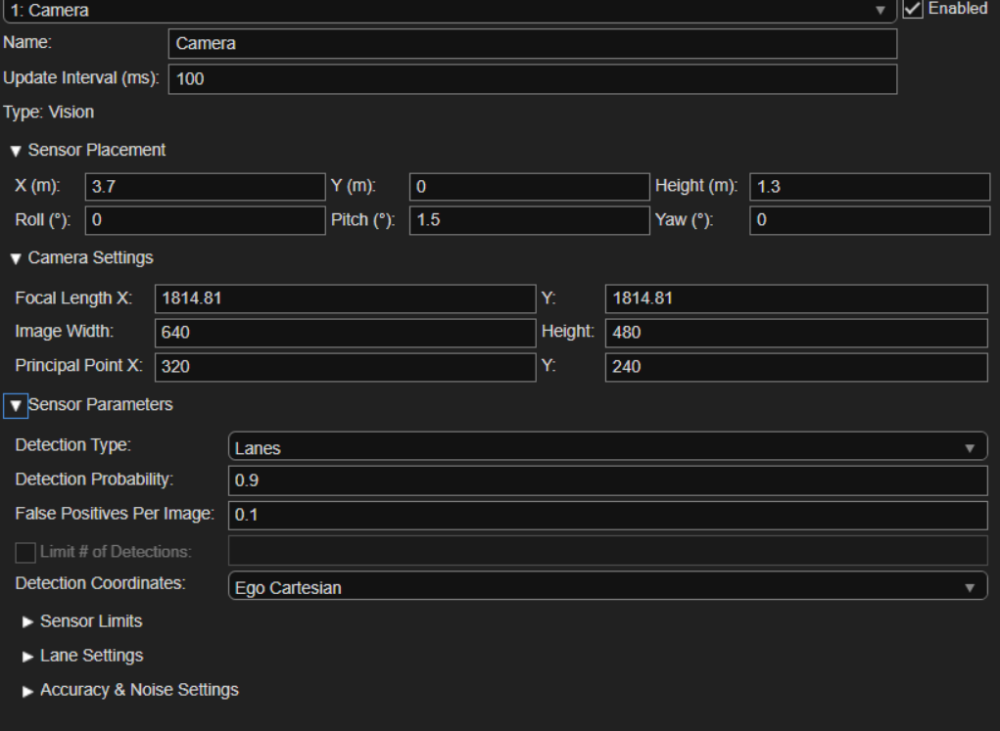 1: Camera Enabled
Name: Camera
Update Interval (ms): 100
Type: Vision
Sensor Placement
X (m): 3.7 Y (m): 0 Height (m): 1.3
Roll (°): 0 Pitch (°): 1.5 Yaw (°): 0
Camera Settings
Focal Length X: 1814.81 Y: 1814.81
Image Width: 640 Height: 480
Principal Point X: 320 Y: 240
Sensor Parameters
Detection Type: Lanes
Detection Probability: 0.9
False Positives Per Image: 0.1
Limit # of Detections:
Detection Coordinates: Ego Cartesian
Sensor Limits
Lane Settings
Accuracy & Noise Settings